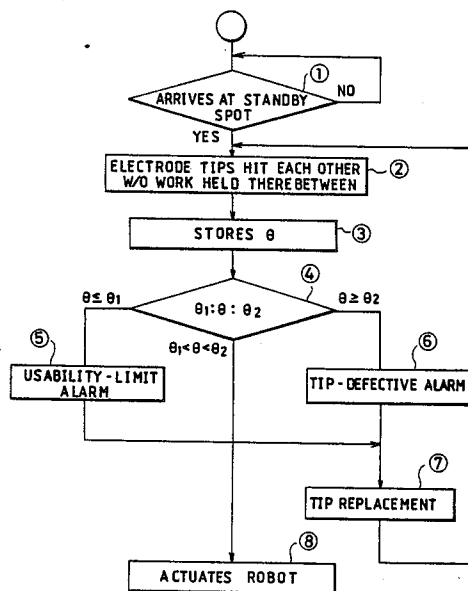 ①
NO
ARRIVES AT STANDBY
SPOT
YES
ELECTRODE TIPS HIT EACH OTHER
W/O WORK HELD THEREBETWEEN
②
③
STORES θ
④
θ≤θ1
θ1:θ:θ2
θ≥θ2
θ1<θ<θ2
⑤
⑥
USABILITY-LIMIT
ALARM
TIP-DEFECTIVE ALARM
⑦
TIP REPLACEMENT
⑧
ACTUATES ROBOT